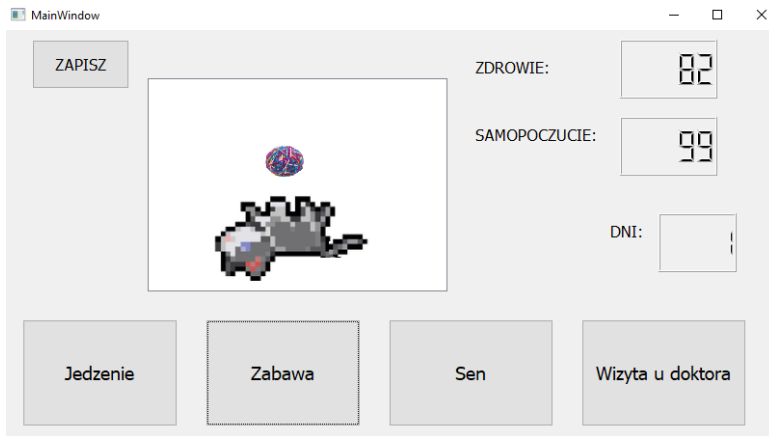 MainWindow
ZAPISZ
ZDROWIE:
82
SAMOPOCZUCIE:
99
DNI:
1
Jedzenie
Zabawa
Sen
Wizyta u doktora